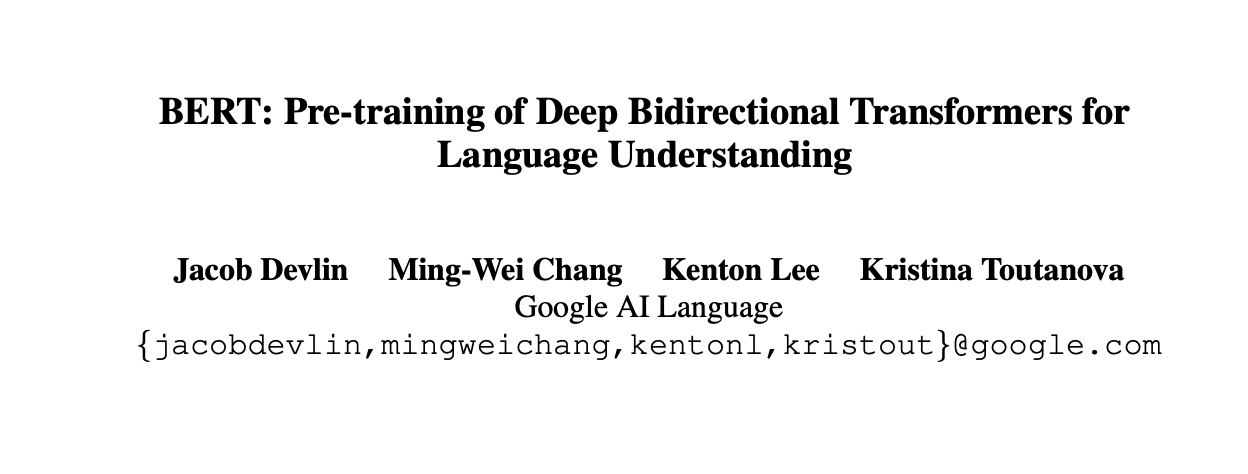 BERT: Pre-training of Deep Bidirectional Transformers for
Language Understanding
Jacob Devlin Ming-Wei Chang Kenton Lee Kristina Toutanova
Google AI Language
{jacobdevlin,mingweichang,kentonl,kristout}@google.com